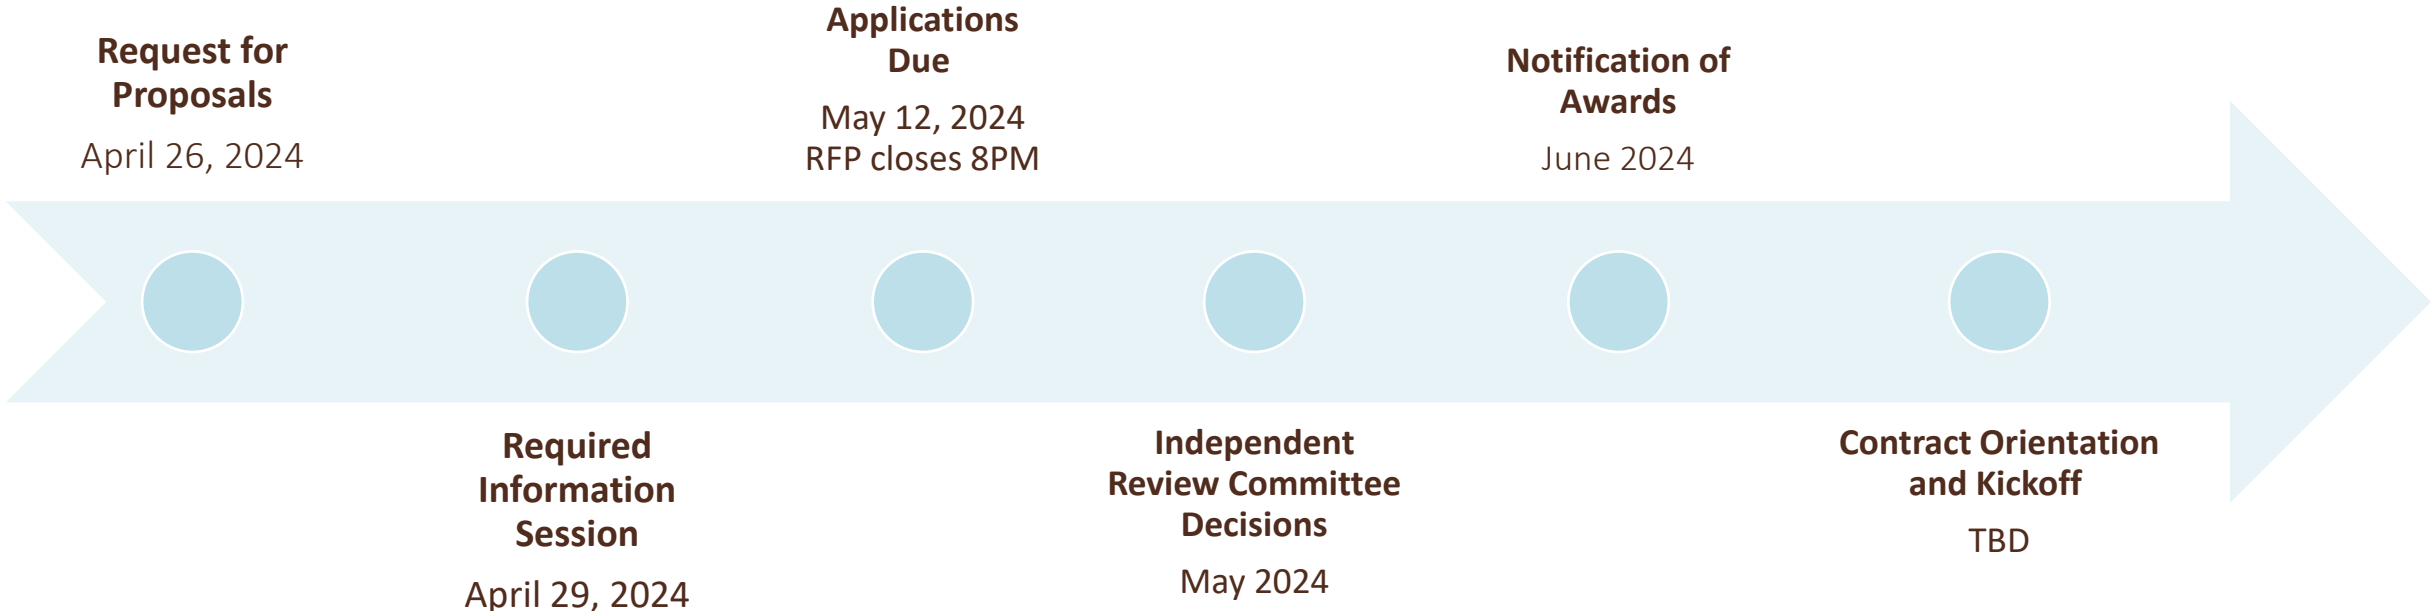 Request for
Proposals
April 26, 2024
Required
Information
Session
April 29, 2024
Applications
Due
May 12, 2024
RFP closes 8PM
Independent
Review Committee
Decisions
May 2024
Notification of
Awards
June 2024
Contract Orientation
and Kickoff
TBD